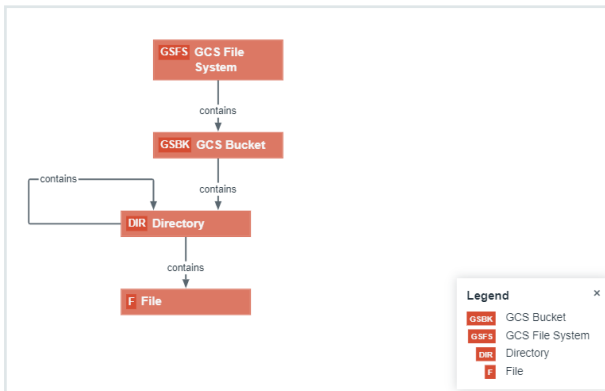 GSFS GCS File
System
contains
GSBK GCS Bucket
contains
contains
DIR Directory
contains
F File
Legend ×
GSBK GCS Bucket
GSFS GCS File System
DIR Directory
F File